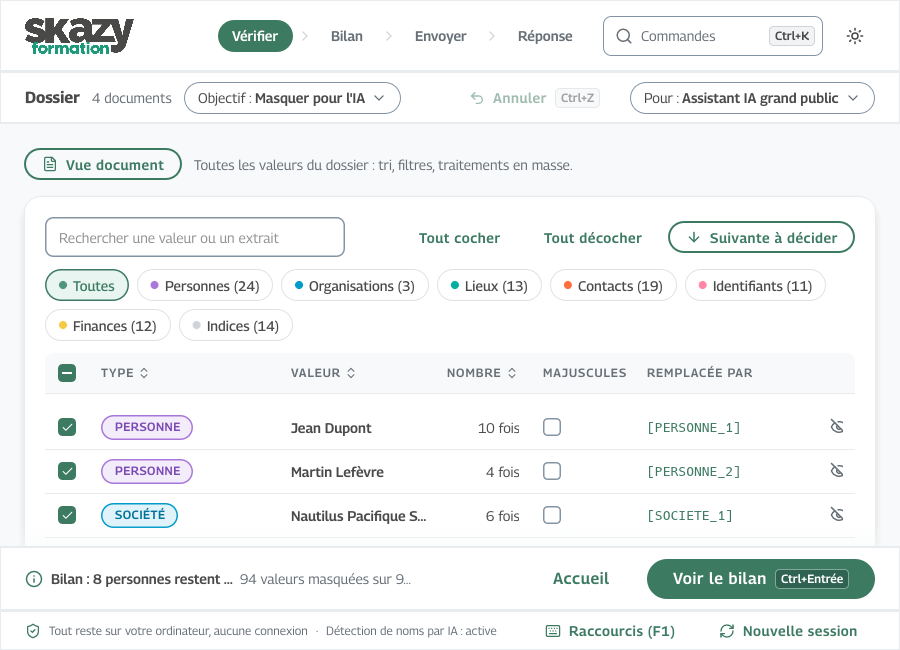 skazy
formation
Vérifier
Bilan
Envoyer
Réponse
Commandes
Ctrl+K
Dossier
4 documents
Objectif : Masquer pour l'IA
Annuler
Ctrl+Z
Pour : Assistant IA grand public
Vue document
Toutes les valeurs du dossier : tri, filtres, traitements en masse.
Rechercher une valeur ou un extrait
Tout cocher
Tout décocher
Suivante à décider
Toutes
Personnes (24)
Organisations (3)
Lieux (13)
Contacts (19)
Identifiants (11)
Finances (12)
Indices (14)
TYPE
VALEUR
NOMBRE
MAJUSCULES
REMPLACÉE PAR
PERSONNE
Jean Dupont
10 fois
[PERSONNE_1]
PERSONNE
Martin Lefèvre
4 fois
[PERSONNE_2]
SOCIÉTÉ
Nautilus Pacifique S...
6 fois
[SOCIETE_1]
Bilan : 8 personnes restent ...
94 valeurs masquées sur 9...
Accueil
Voir le bilan
Ctrl+Entrée
Tout reste sur votre ordinateur, aucune connexion · Détection de noms par IA : active
Raccourcis (F1)
Nouvelle session